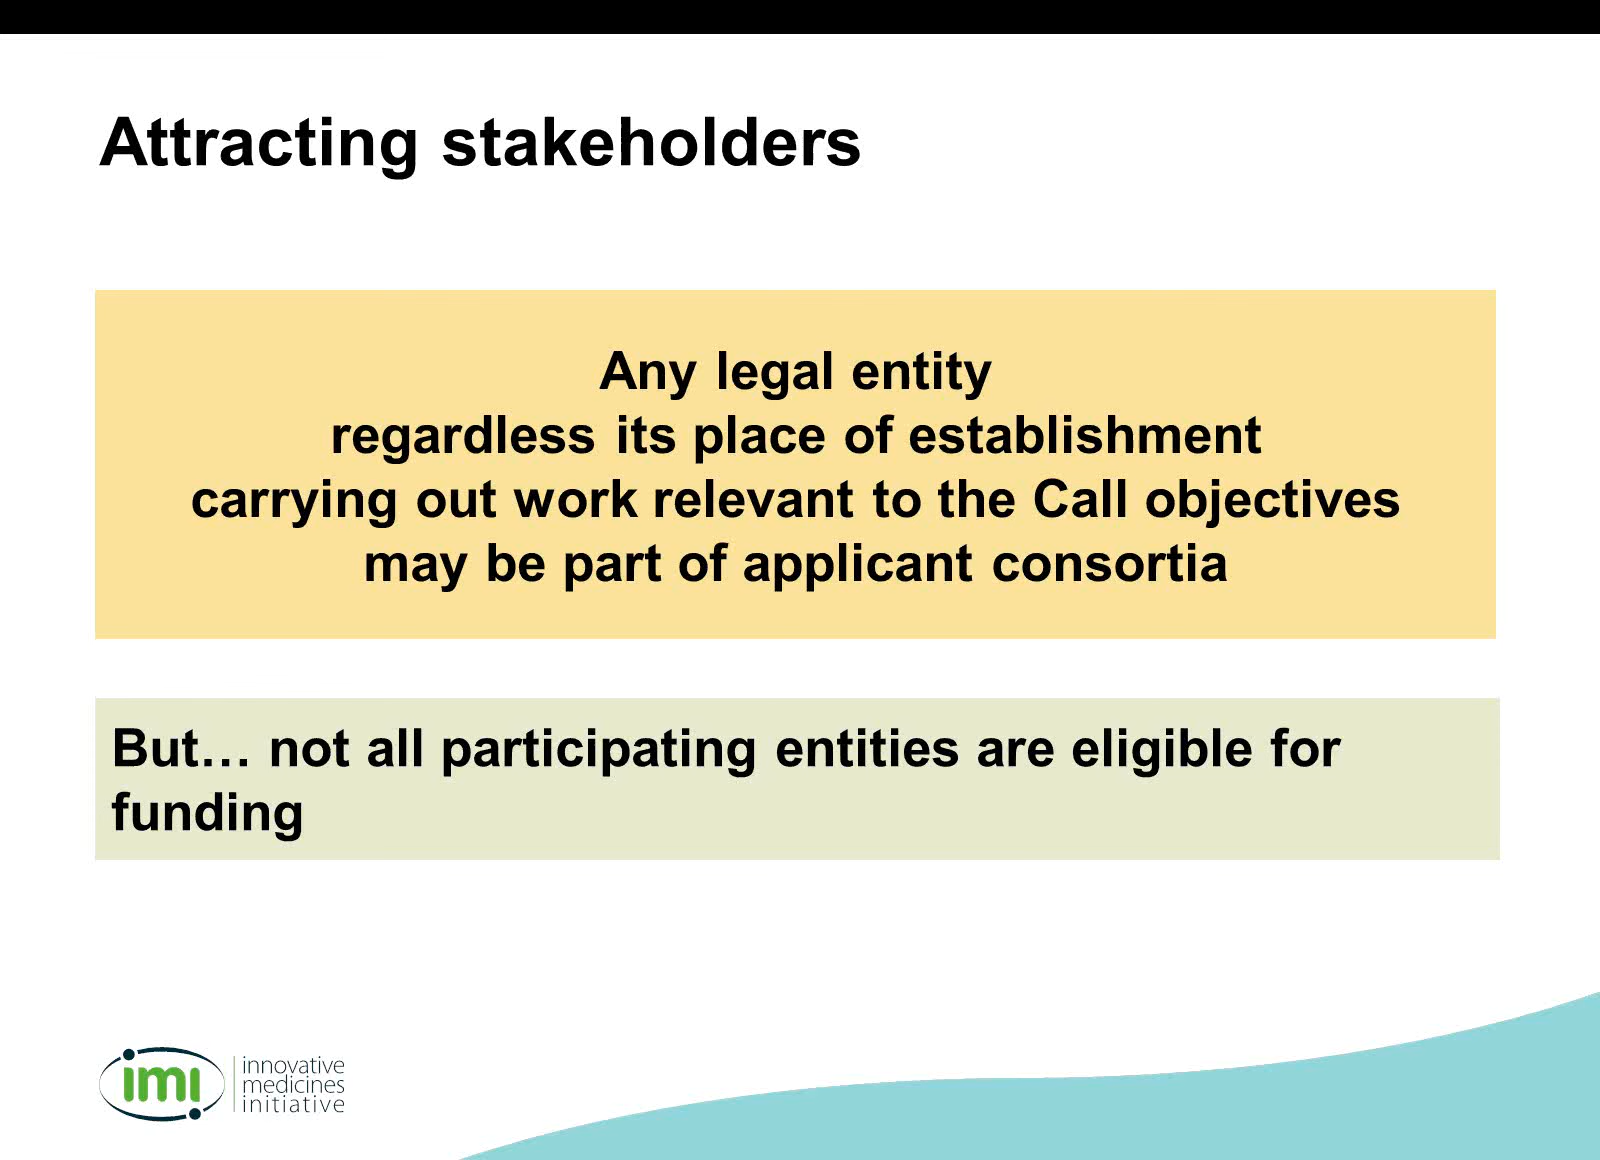 Attracting stakeholders
Any legal entity
regardless its place of establishment
carrying out work relevant to the Call objectives
may be part of applicant consortia
But… not all participating entities are eligible for
funding
imi
innovative
medicines
initiative